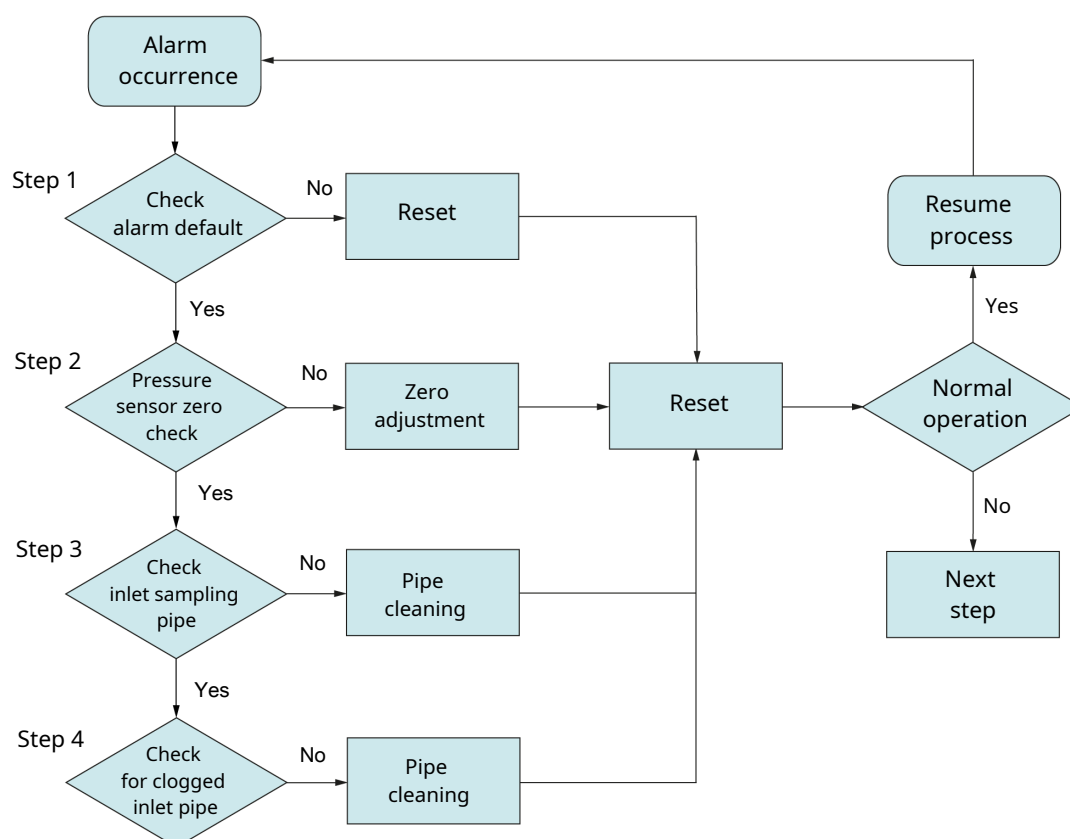 Alarm
occurrence
Step 1
Check
alarm default
No
Reset
Yes
Step 2
Pressure
sensor zero
check
No
Zero
adjustment
Reset
Normal
operation
Yes
Resume
process
No
Next
step
Yes
Step 3
Check
inlet sampling
pipe
No
Pipe
cleaning
Yes
Step 4
Check
for clogged
inlet pipe
No
Pipe
cleaning